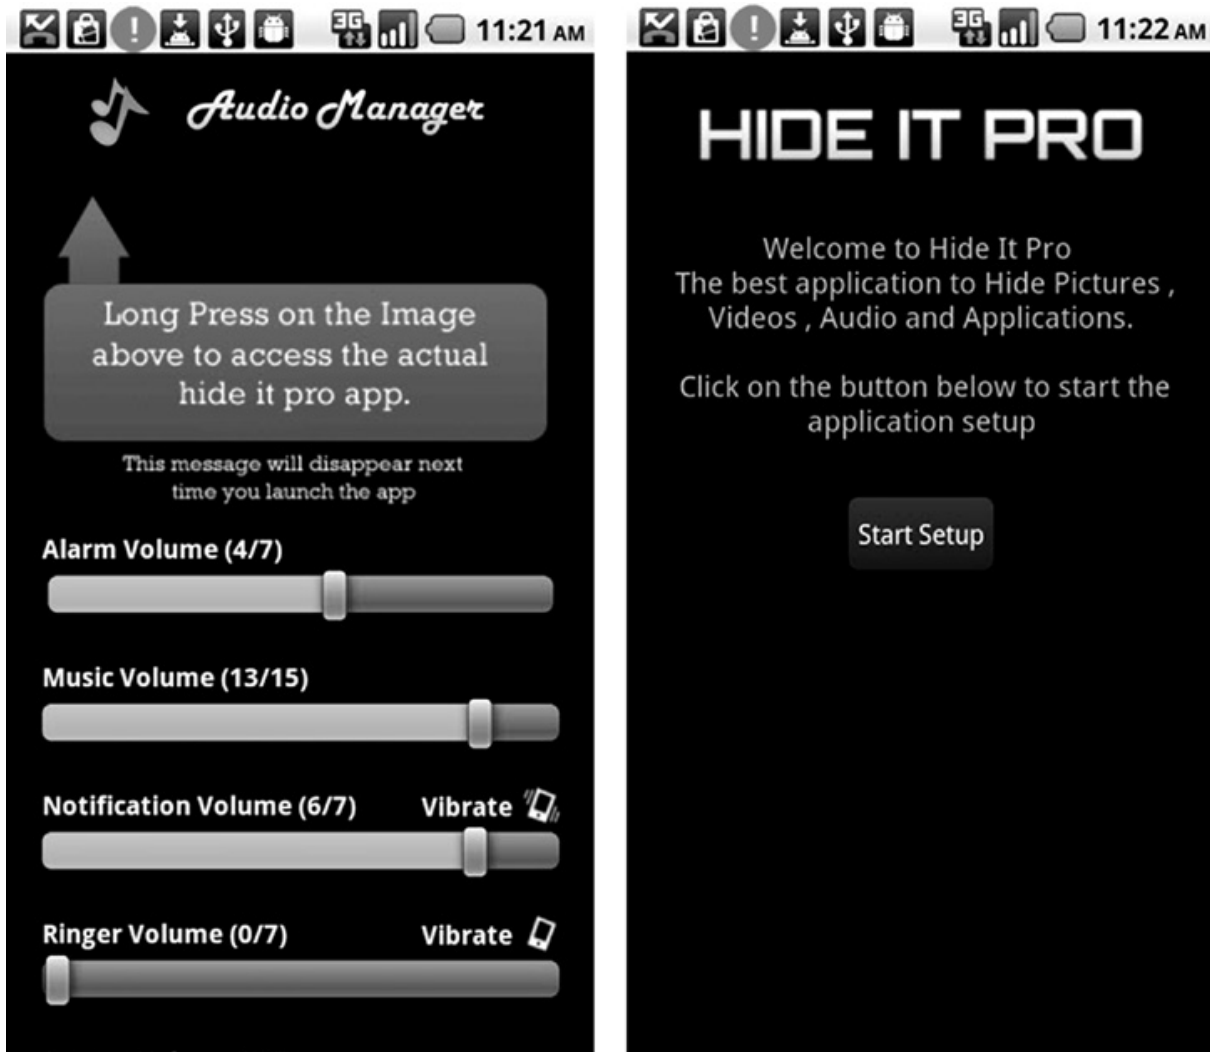 3G
11:21 AM
Audio Manager
Long Press on the Image
above to access the actual
hide it pro app.
This message will disappear next
time you launch the app
Alarm Volume (4/7)
Music Volume (13/15)
Notification Volume (6/7) Vibrate
Ringer Volume (0/7) Vibrate
3G
11:22 AM
HIDE IT PRO
Welcome to Hide It Pro
The best application to Hide Pictures ,
Videos , Audio and Applications.
Click on the button below to start the
application setup
Start Setup